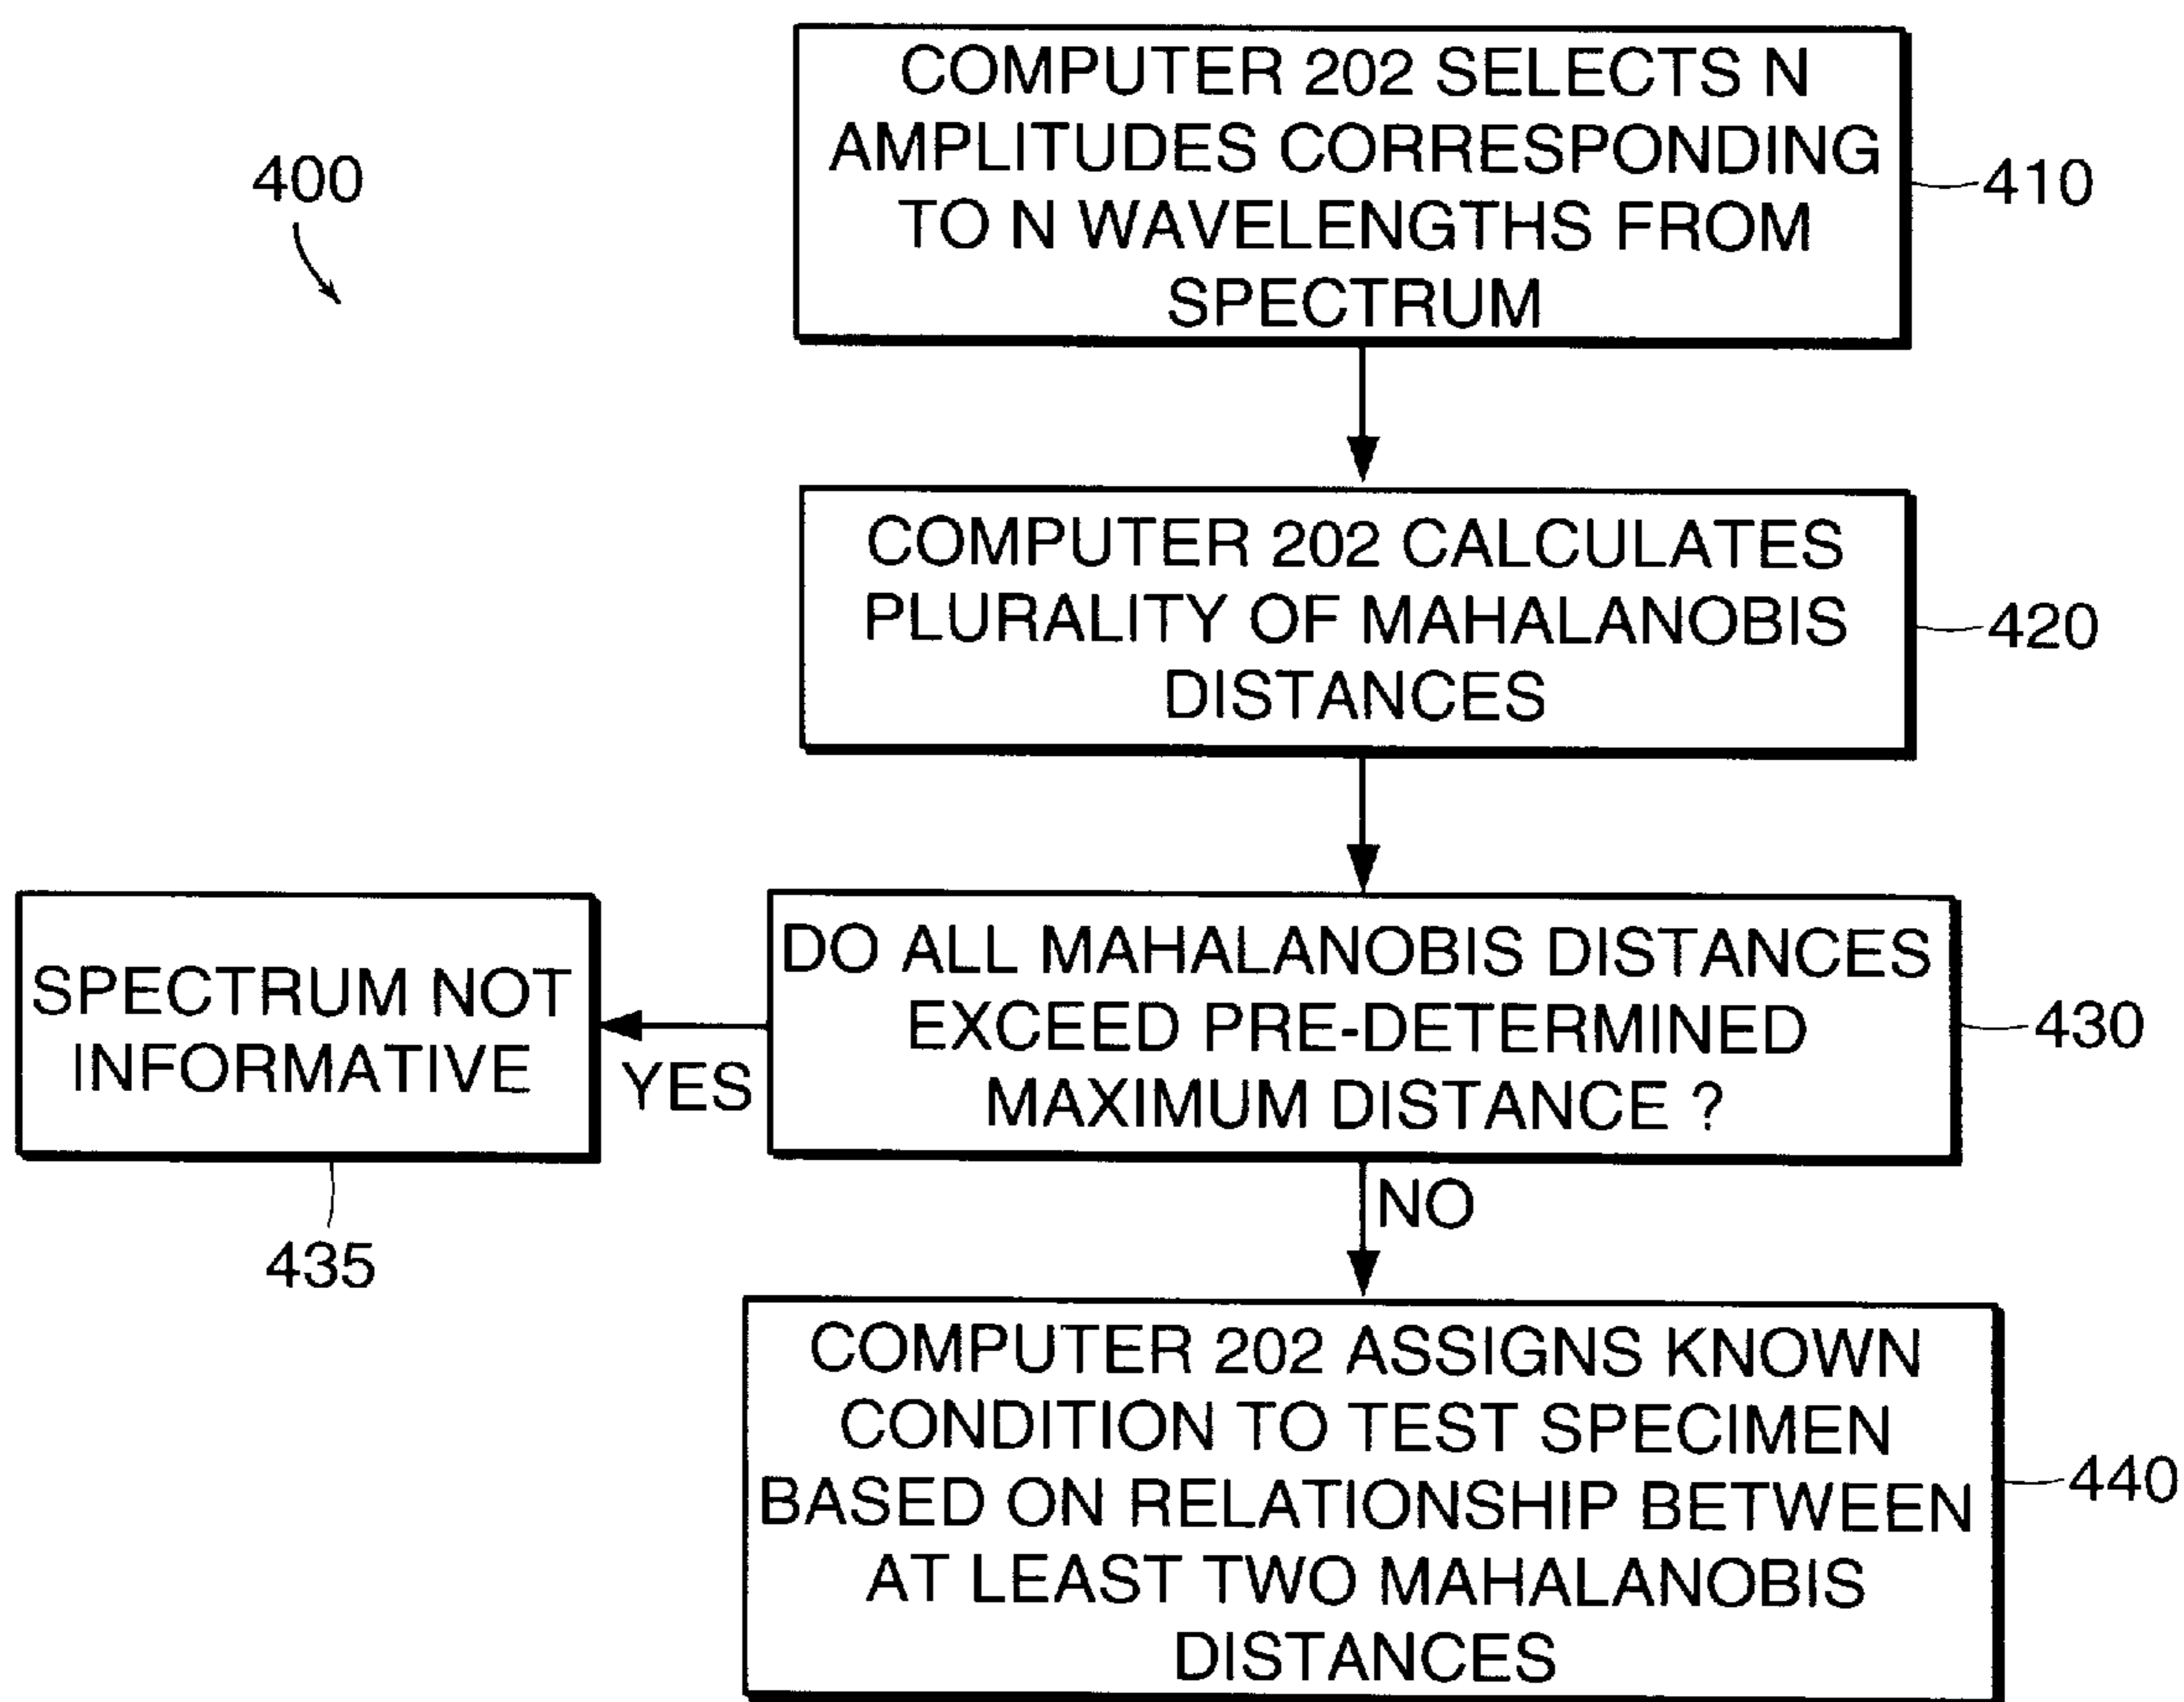 400
COMPUTER 202 SELECTS N
AMPLITUDES CORRESPONDING
TO N WAVELENGTHS FROM
SPECTRUM
410
COMPUTER 202 CALCULATES
PLURALITY OF MAHALANOBIS
DISTANCES
420
DO ALL MAHALANOBIS DISTANCES
EXCEED PRE-DETERMINED
MAXIMUM DISTANCE ?
430
YES
SPECTRUM NOT
INFORMATIVE
435
NO
COMPUTER 202 ASSIGNS KNOWN
CONDITION TO TEST SPECIMEN
BASED ON RELATIONSHIP BETWEEN
AT LEAST TWO MAHALANOBIS
DISTANCES
440